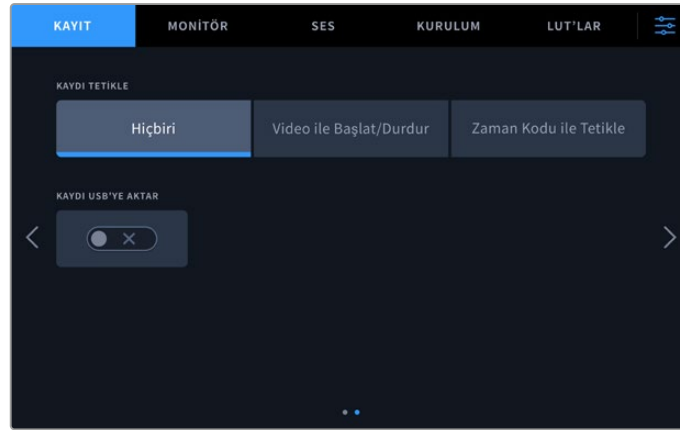 KAYIT MONİTÖR SES KURULUM LUT'LAR
KAYDI TETİKLE
Hiçbiri Video ile Başlat/Durdur Zaman Kodu ile Tetikle
KAYDI USB'YE AKTAR